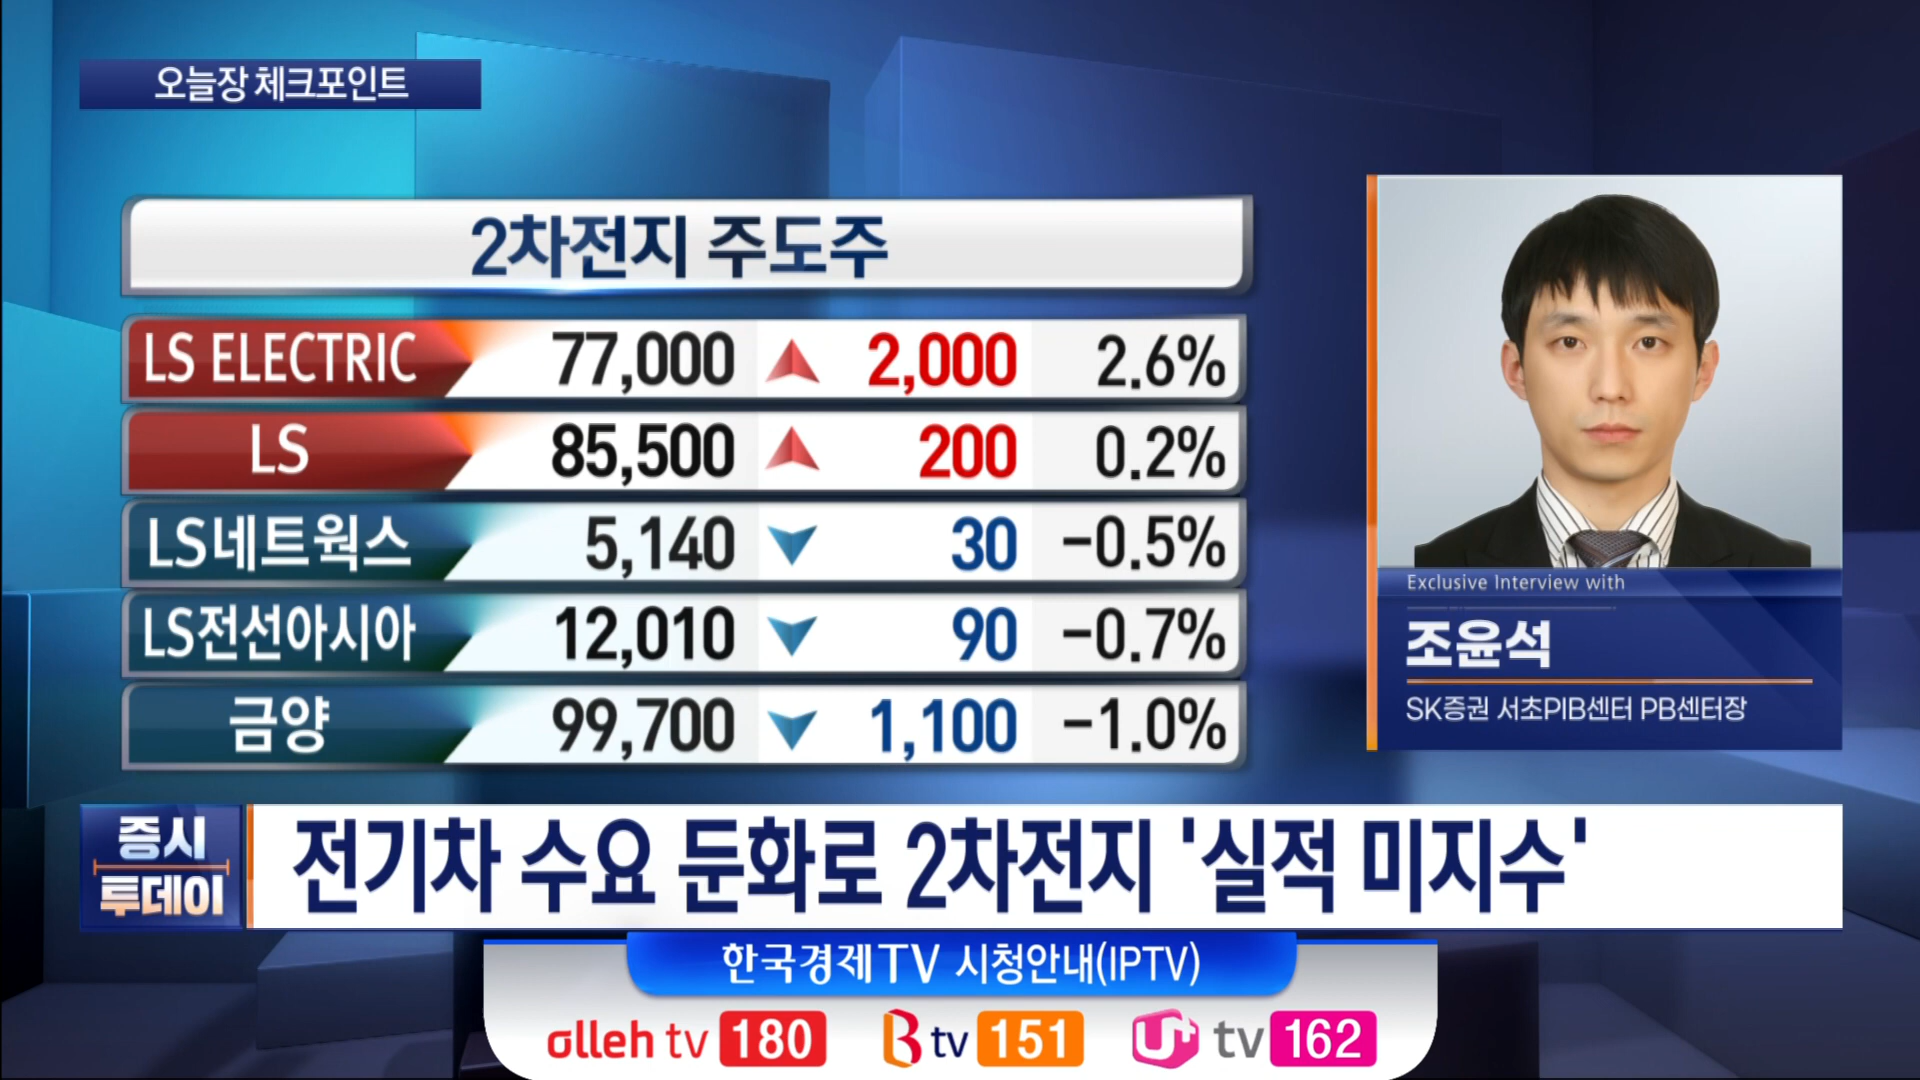 오늘장 체크포인트
2차전지 주도주
LS ELECTRIC 77,000 ▲ 2,000 2.6%
LS 85,500 ▲ 200 0.2%
LS네트웍스 5,140 ▼ 30 -0.5%
LS전선아시아 12,010 ▼ 90 -0.7%
금양 99,700 ▼ 1,100 -1.0%
Exclusive Interview with
조윤석
SK증권 서초PIB센터 PB센터장
증시
투데이
전기차 수요 둔화로 2차전지 '실적 미지수'
한국경제TV 시청안내(IPTV)
olleh tv 180 B tv 151 U+ tv 162